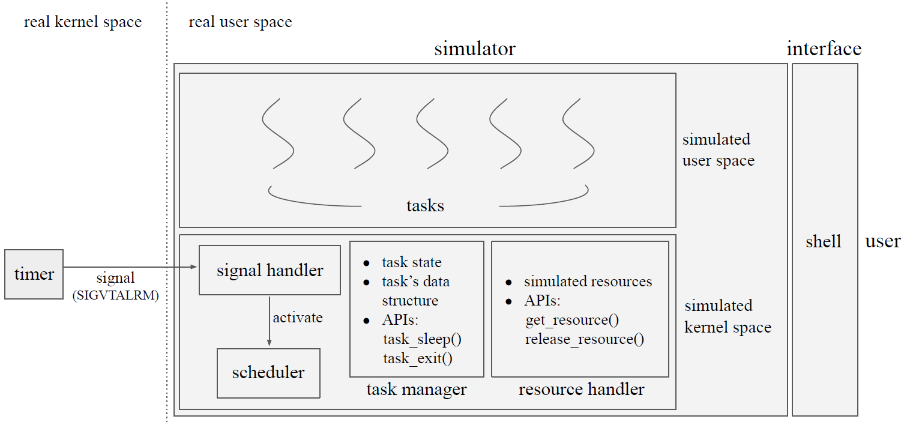 real kernel space
real user space
simulator
interface
simulated
user space
tasks
timer
signal
(SIGVTALRM)
signal handler
activate
scheduler
● task state
● task's data
structure
● APIs:
task_sleep()
task_exit()
task manager
● simulated resources
● APIs:
get_resource()
release_resource()
resource handler
simulated
kernel space
shell
user